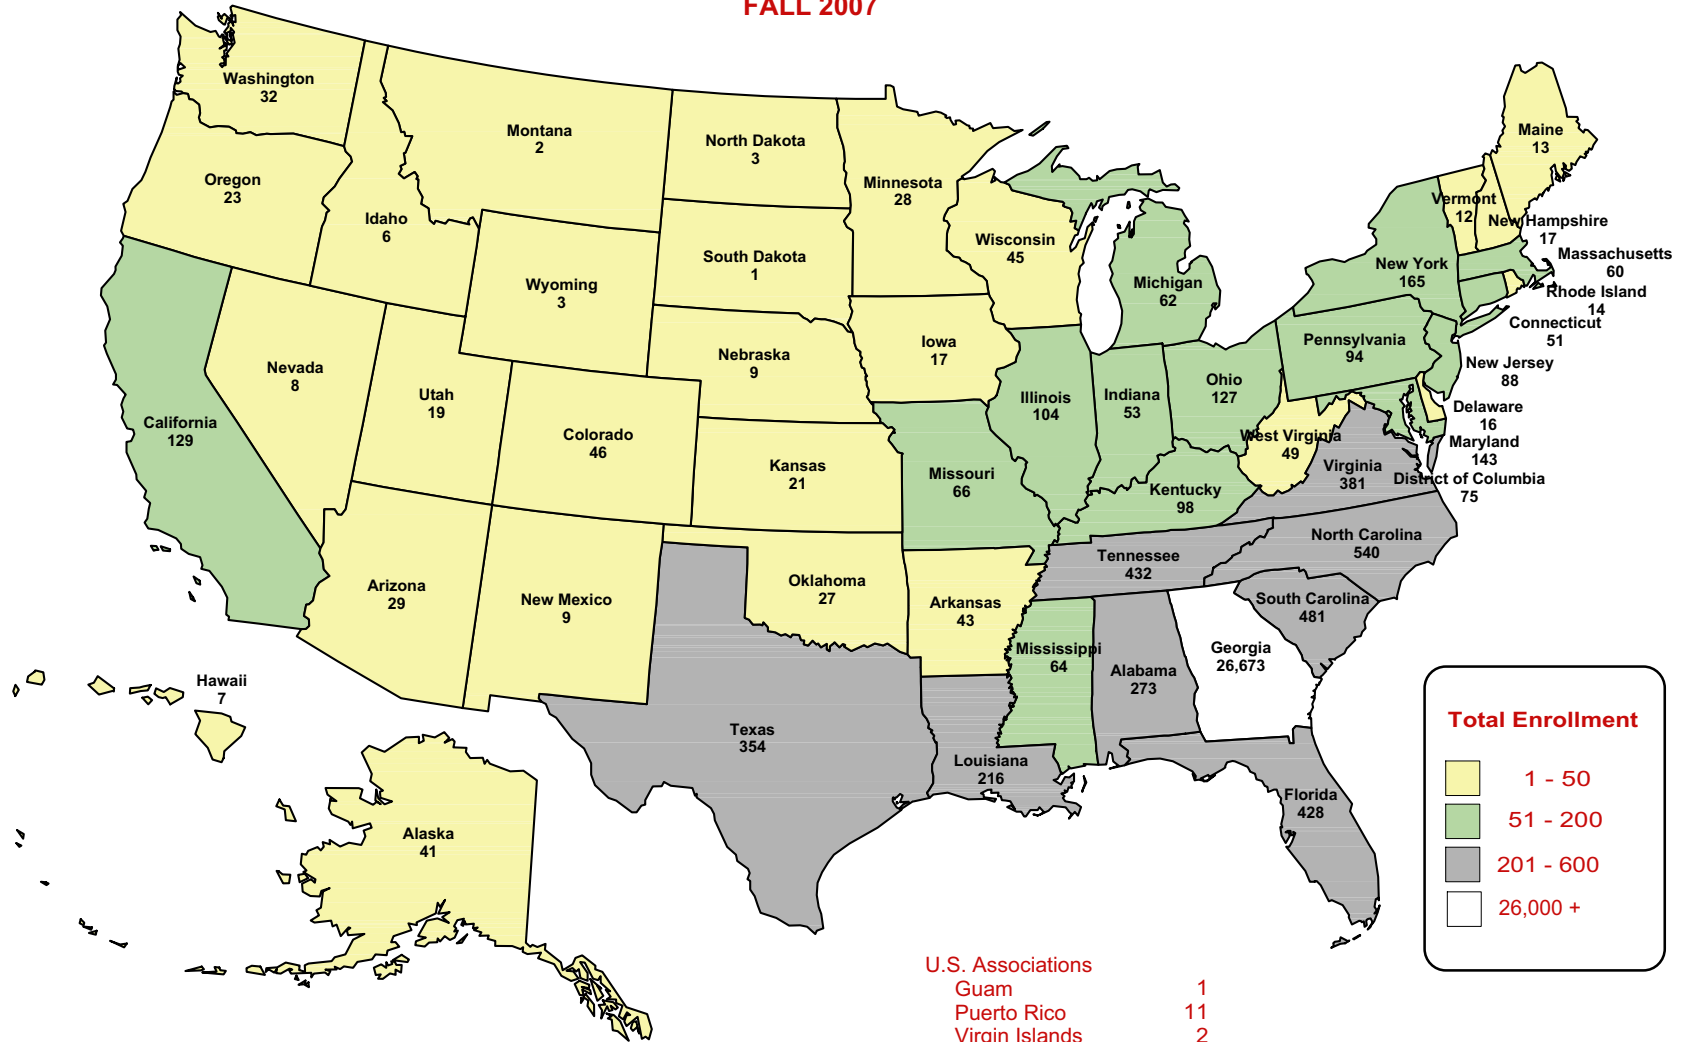 FALL 2007
Washington
32
Oregon
23
Idaho
6
Montana
2
North Dakota
3
Minnesota
28
South Dakota
1
Wyoming
3
Wisconsin
45
Michigan
62
Maine
13
Vermont
12
New Hampshire
17
Massachusetts
60
New York
165
Rhode Island
14
Connecticut
51
Pennsylvania
94
New Jersey
88
Delaware
16
Maryland
143
District of Columbia
75
Nevada
8
Utah
19
California
129
Colorado
46
Nebraska
9
Iowa
17
Kansas
21
Missouri
66
Illinois
104
Indiana
53
Ohio
127
West Virginia
49
Virginia
381
Kentucky
98
North Carolina
540
Tennessee
432
South Carolina
481
Arizona
29
New Mexico
9
Oklahoma
27
Arkansas
43
Mississippi
64
Alabama
273
Georgia
26,673
Texas
354
Louisiana
216
Florida
428
Hawaii
7
Alaska
41
Total Enrollment
1 - 50
51 - 200
201 - 600
26,000 +
U.S. Associations
Guam 1
Puerto Rico 11
Virgin Islands 2